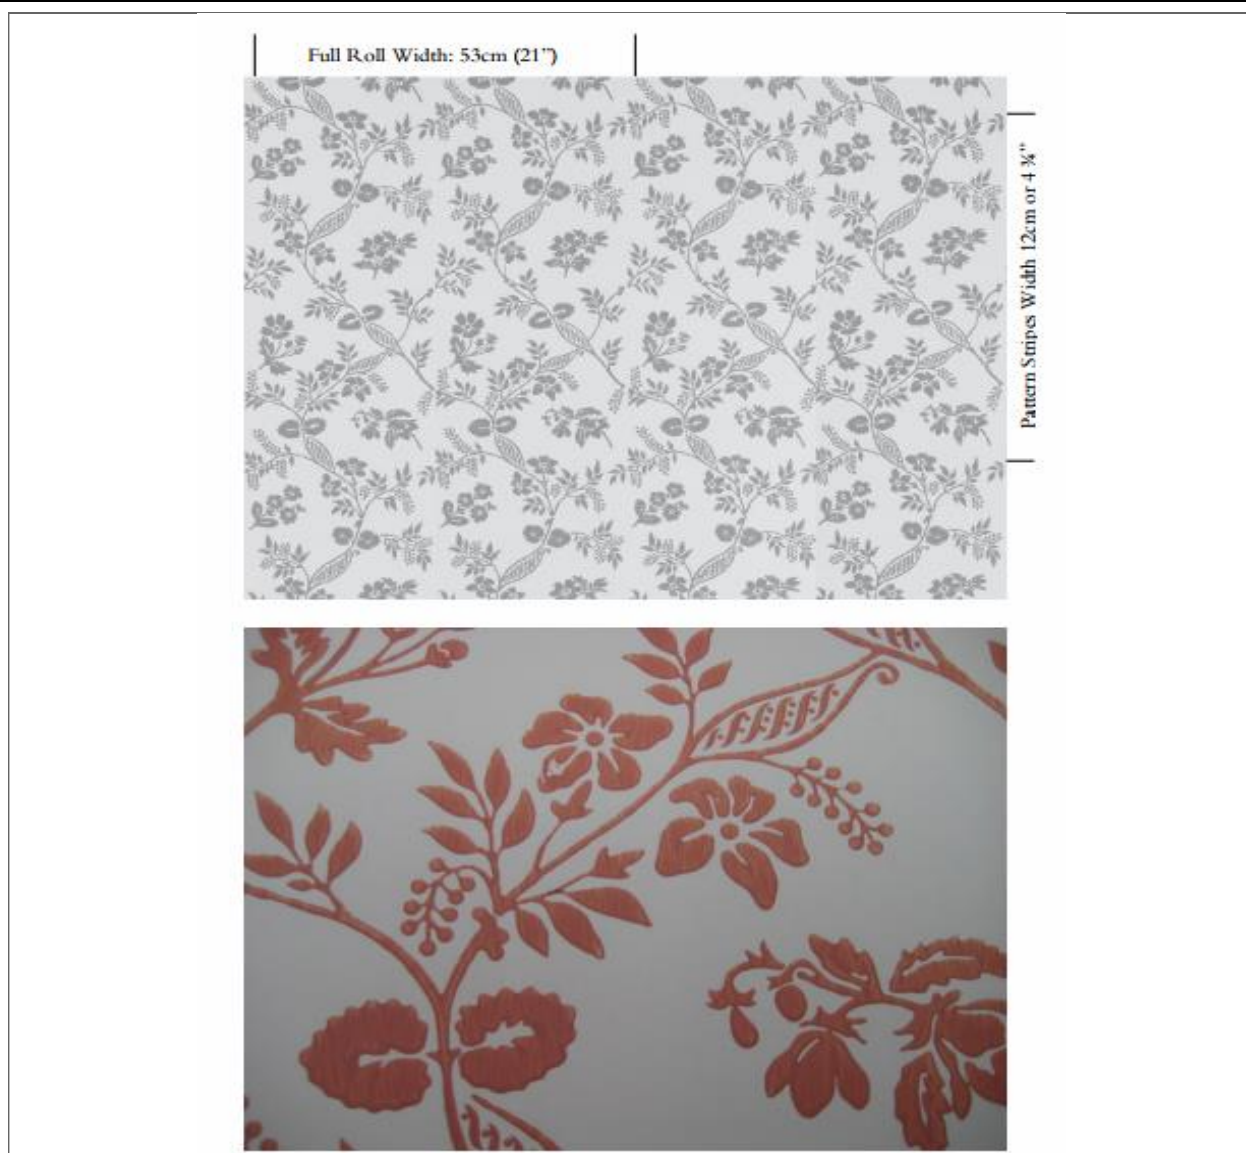 Full Roll Width: 53cm (21”)
Pattern Stripes Width 12cm or 4 ¾"